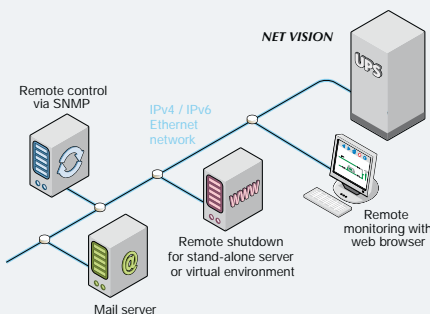 NET VISION
UPS
Remote control
via SNMP
IPv4 / IPv6
Ethernet
network
WWW
@
Remote shutdown
for stand-alone server
or virtual environment
Remote
monitoring with
web browser
Mail server